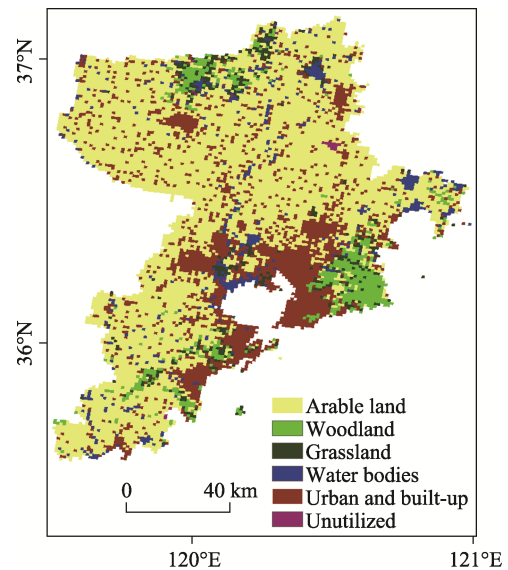 37°N
36°N
Arable land
Woodland
Grassland
Water bodies
Urban and built-up
Unutilized
0 40 km
120°E 121°E